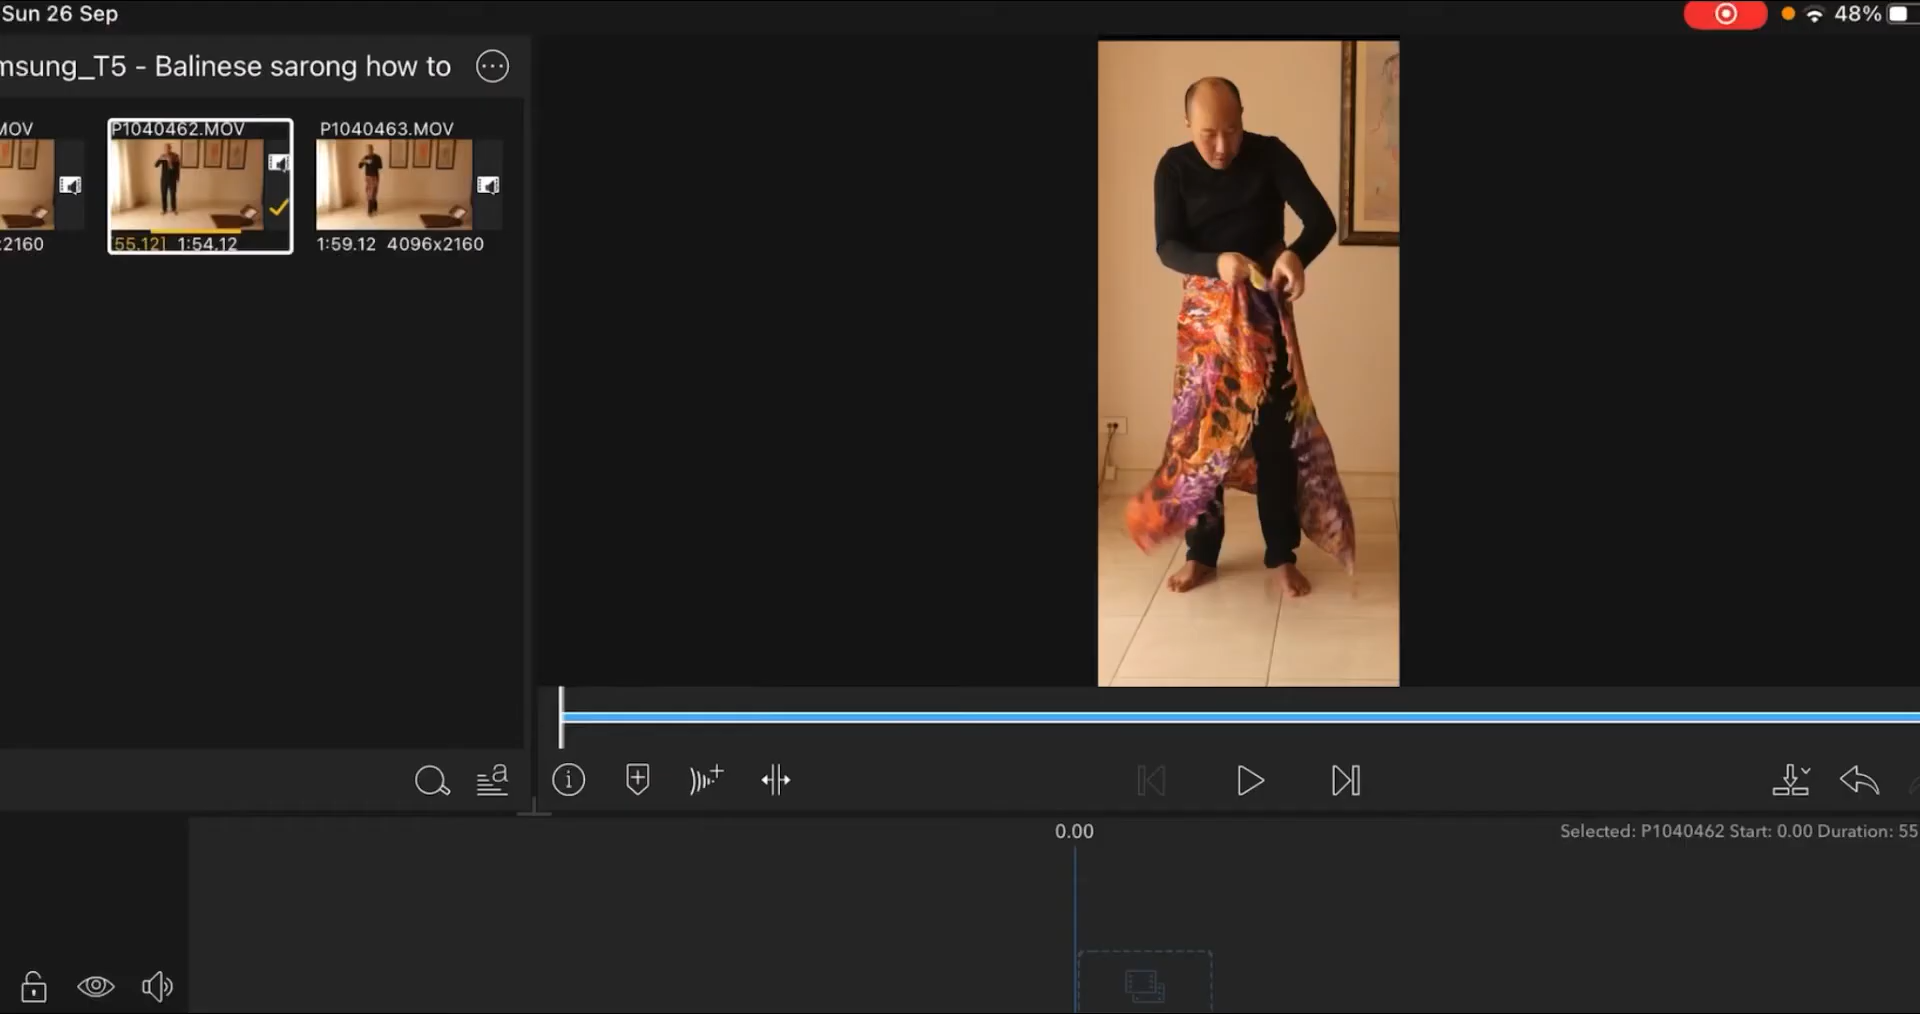 Sun 26 Sep
48%
msung_T5 - Balinese sarong how to
MOV
P1040462.MOV
P1040463.MOV
2160
[55.12] 1:54.12
1:59.12 4096x2160
0.00
Selected: P1040462 Start: 0.00 Duration: 55